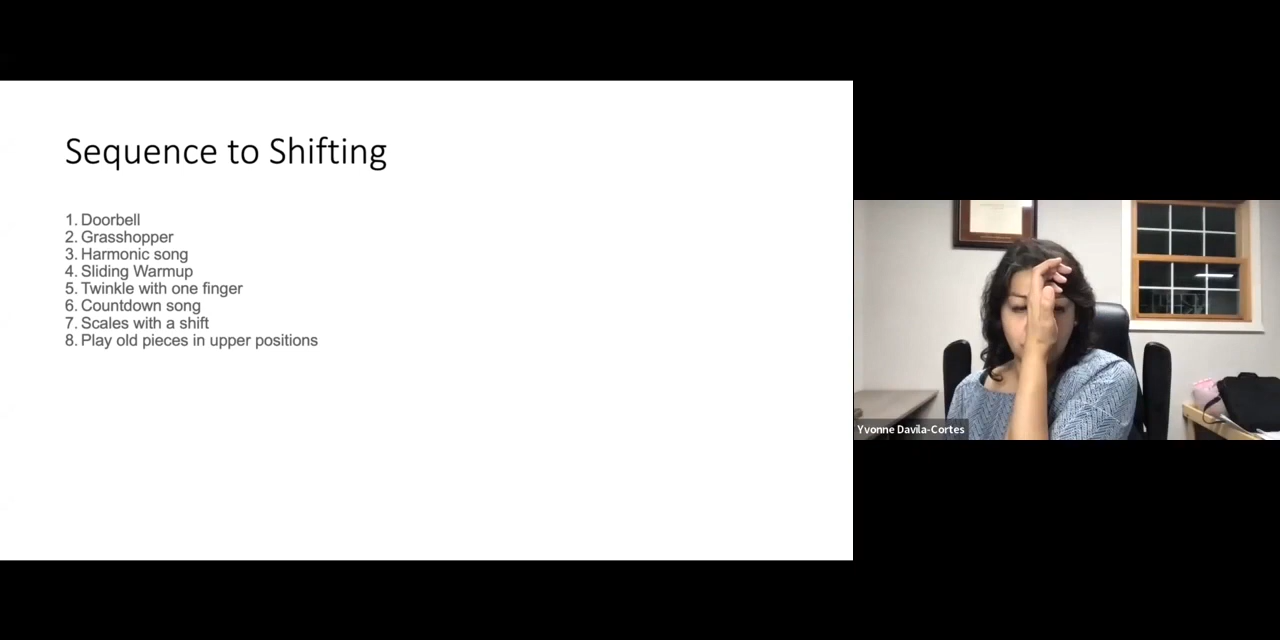 Sequence to Shifting
1. Doorbell
2. Grasshopper
3. Harmonic song
4. Sliding Warmup
5. Twinkle with one finger
6. Countdown song
7. Scales with a shift
8. Play old pieces in upper positions
Yvonne Davila-Cortes